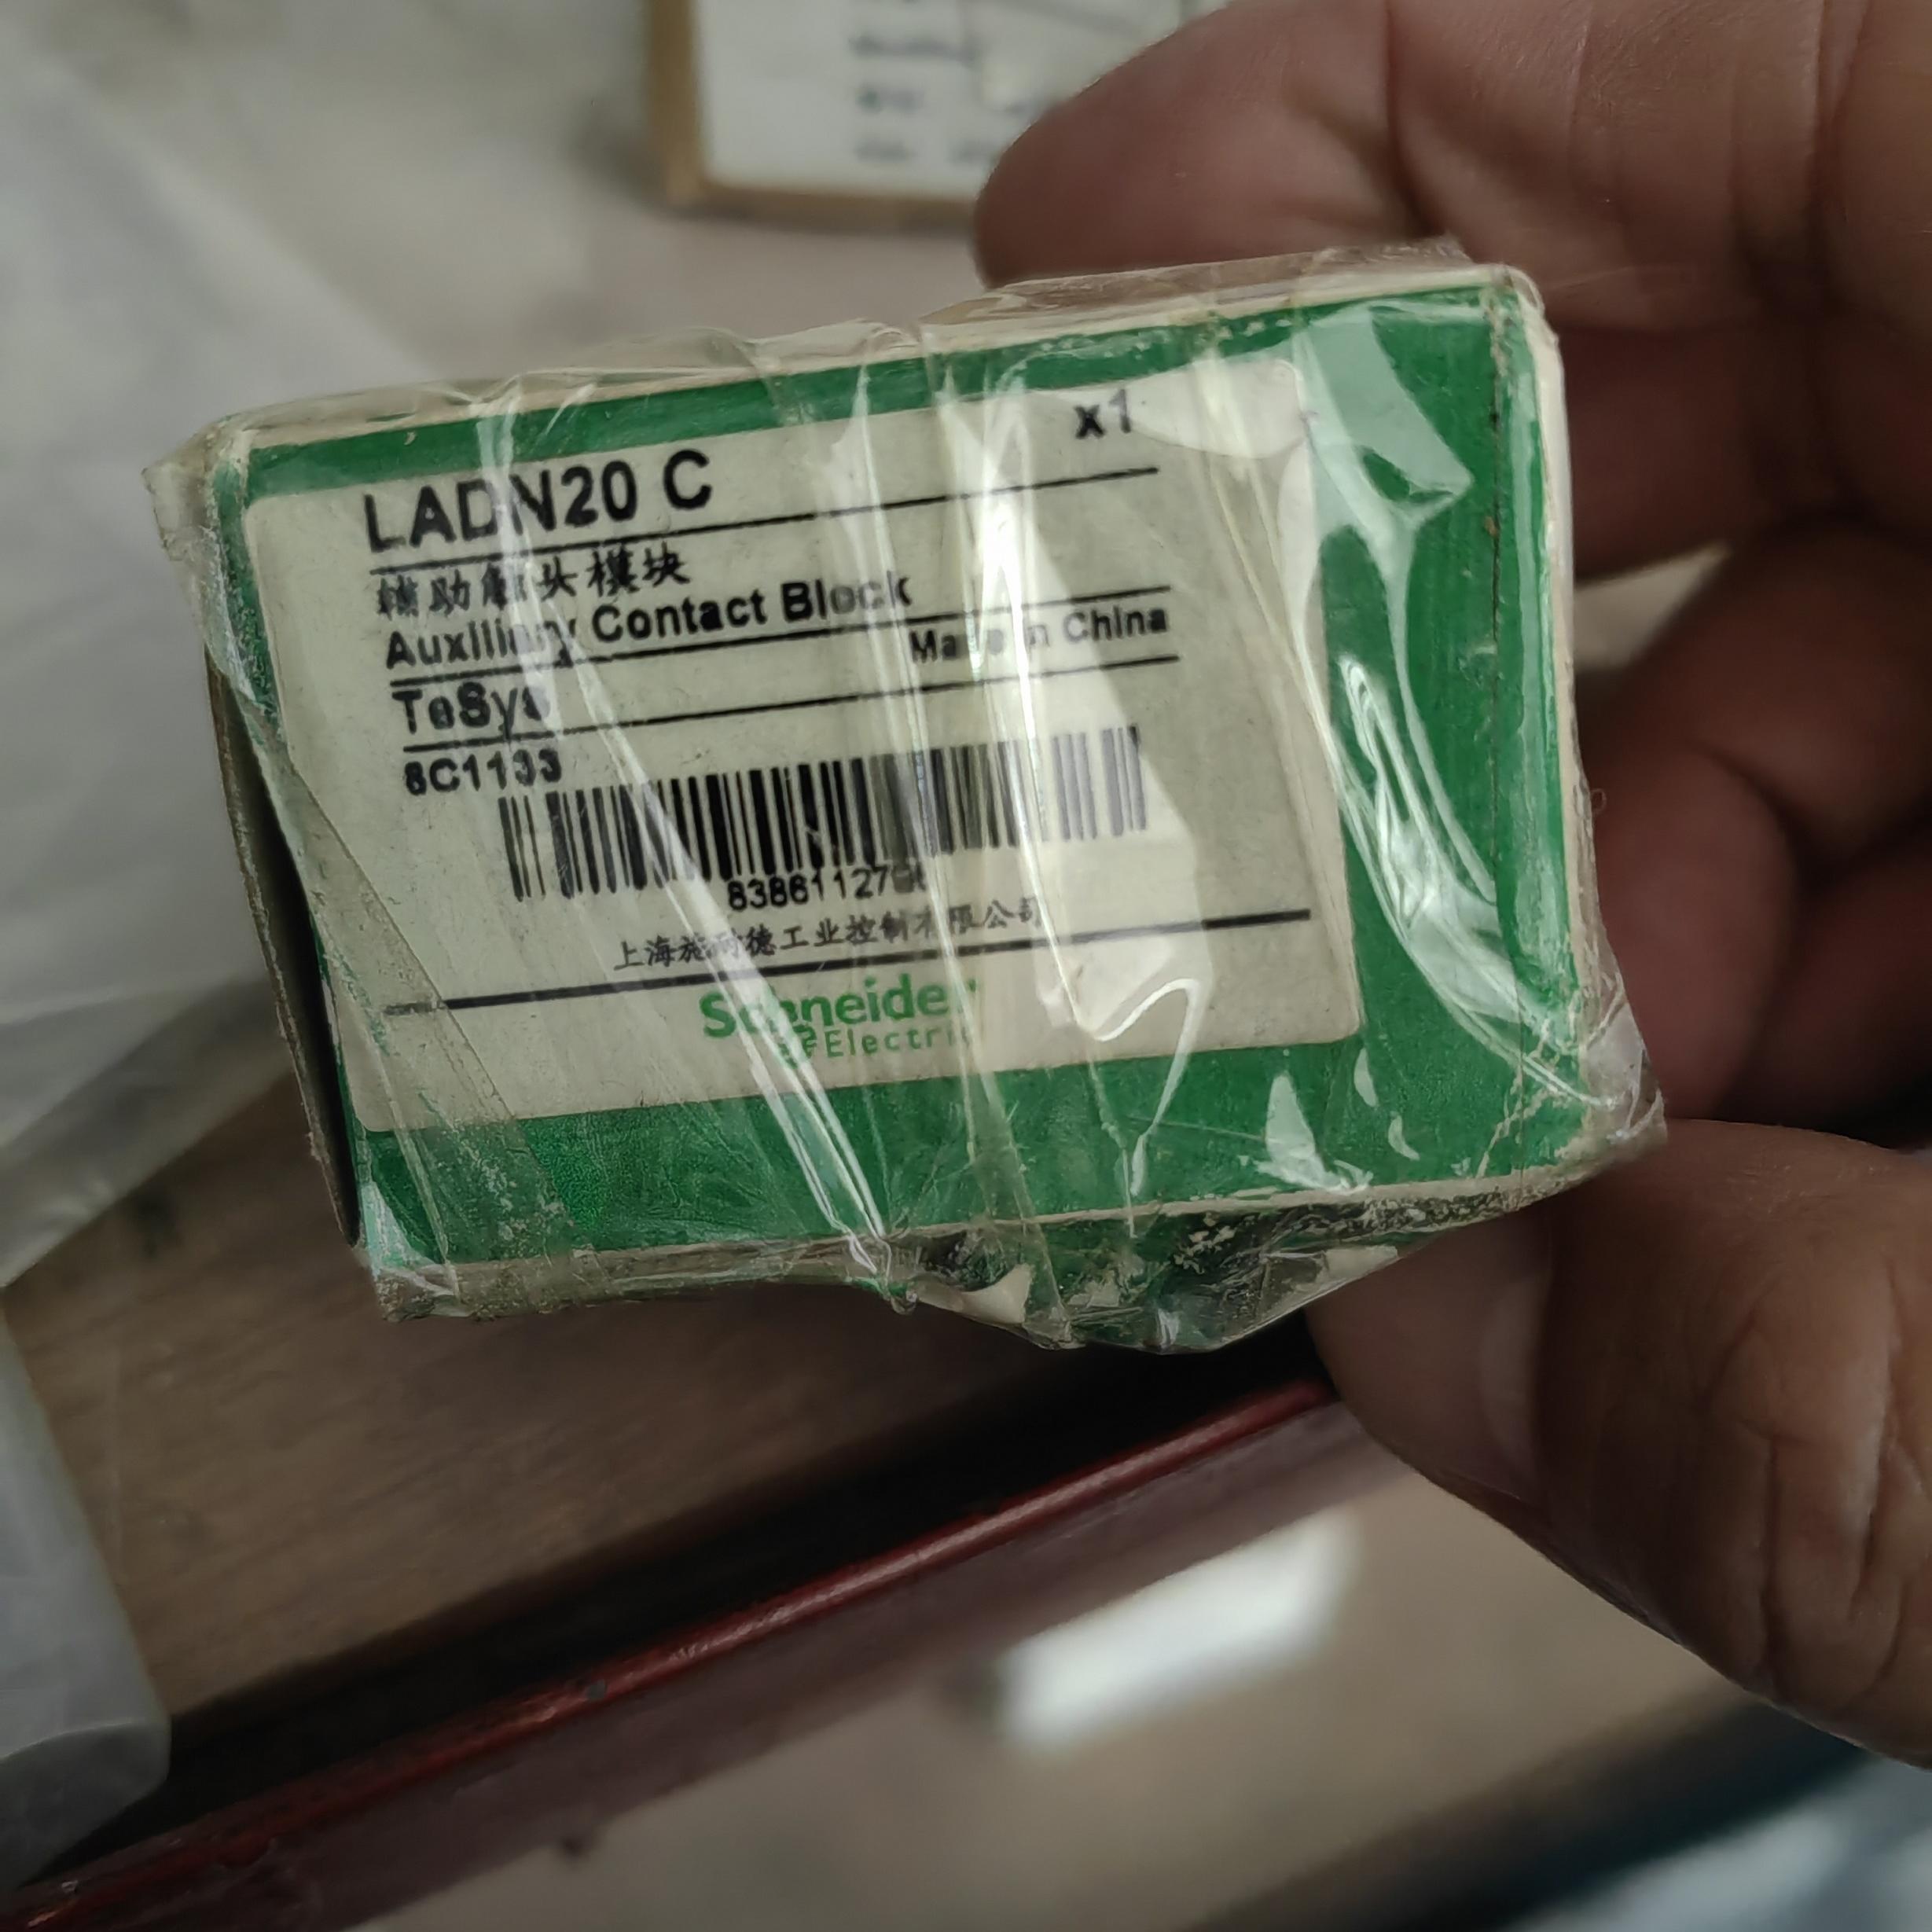 x1
LADN20 C
辅助触头模块
Auxiliary Contact Block
Made in China
TeSys
8C1133
上海施耐德工业控制有限公司
Schneider
Electric